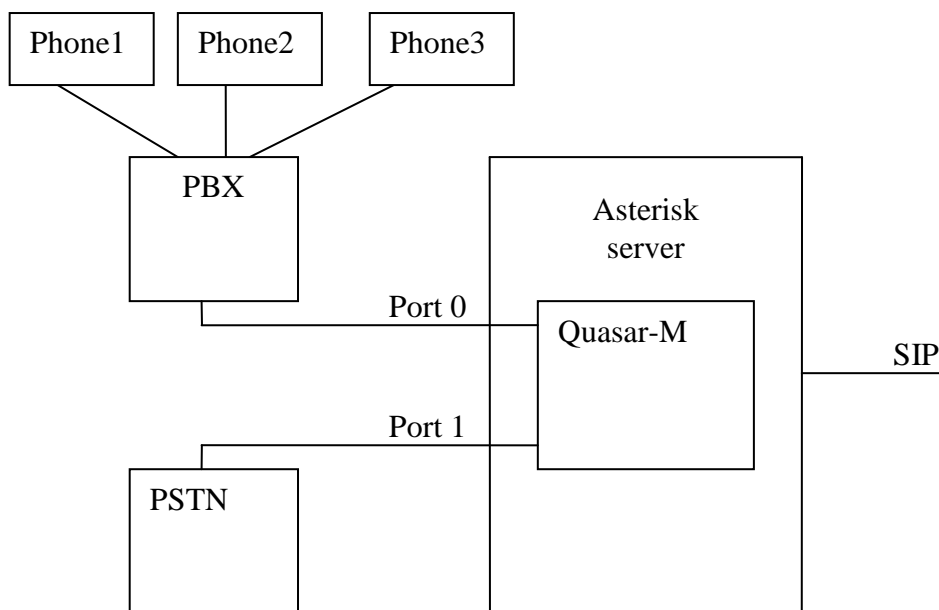 Phone1
Phone2
Phone3
PBX
Asterisk
server
Port 0
Quasar-M
SIP
Port 1
PSTN